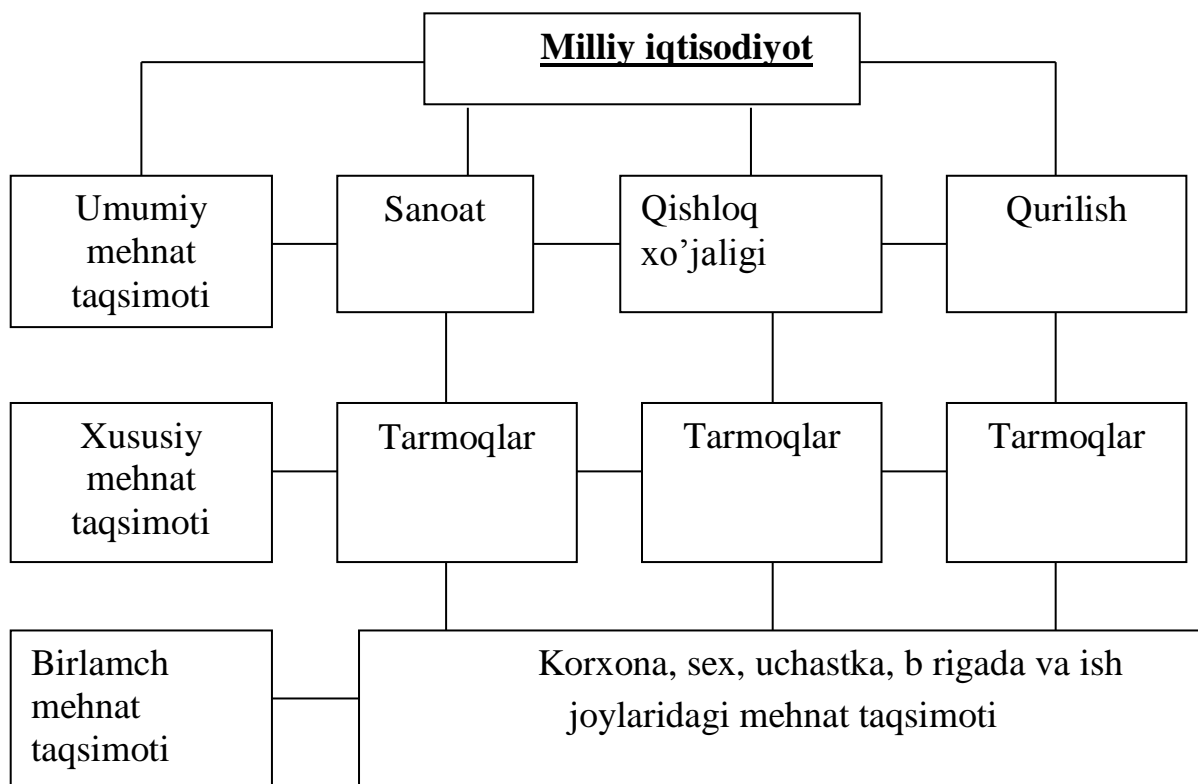 Milliy iqtisodiyot
Umumiy
mehnat
taqsimoti
Sanoat
Qishloq
xo’jaligi
Qurilish
Xususiy
mehnat
taqsimoti
Tarmoqlar
Tarmoqlar
Tarmoqlar
Birlamch
mehnat
taqsimoti
Korxona, sex, uchastka, b rigada va ish
joylaridagi mehnat taqsimoti